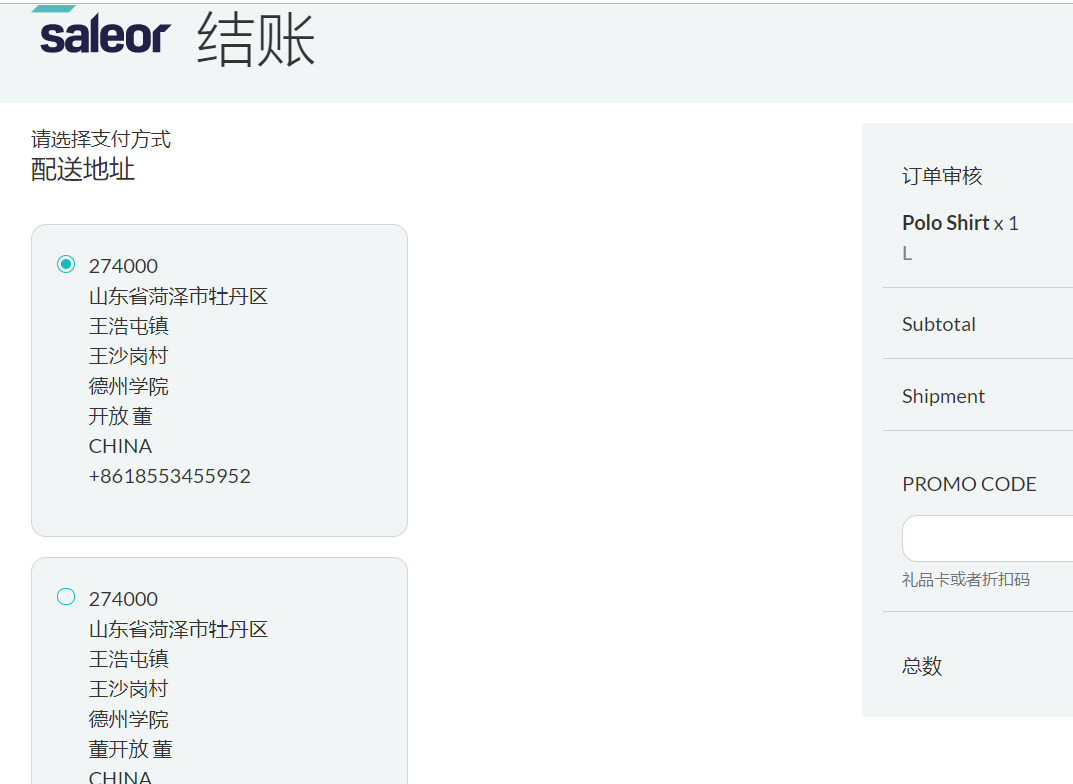 saleor 结账
请选择支付方式
配送地址
274000
山东省菏泽市牡丹区
王浩屯镇
王沙岗村
德州学院
开放 董
CHINA
+8618553455952
274000
山东省菏泽市牡丹区
王浩屯镇
王沙岗村
德州学院
董开放 董
CHINA
订单审核
Polo Shirt x 1
L
Subtotal
Shipment
PROMO CODE
礼品卡或者折扣码
总数